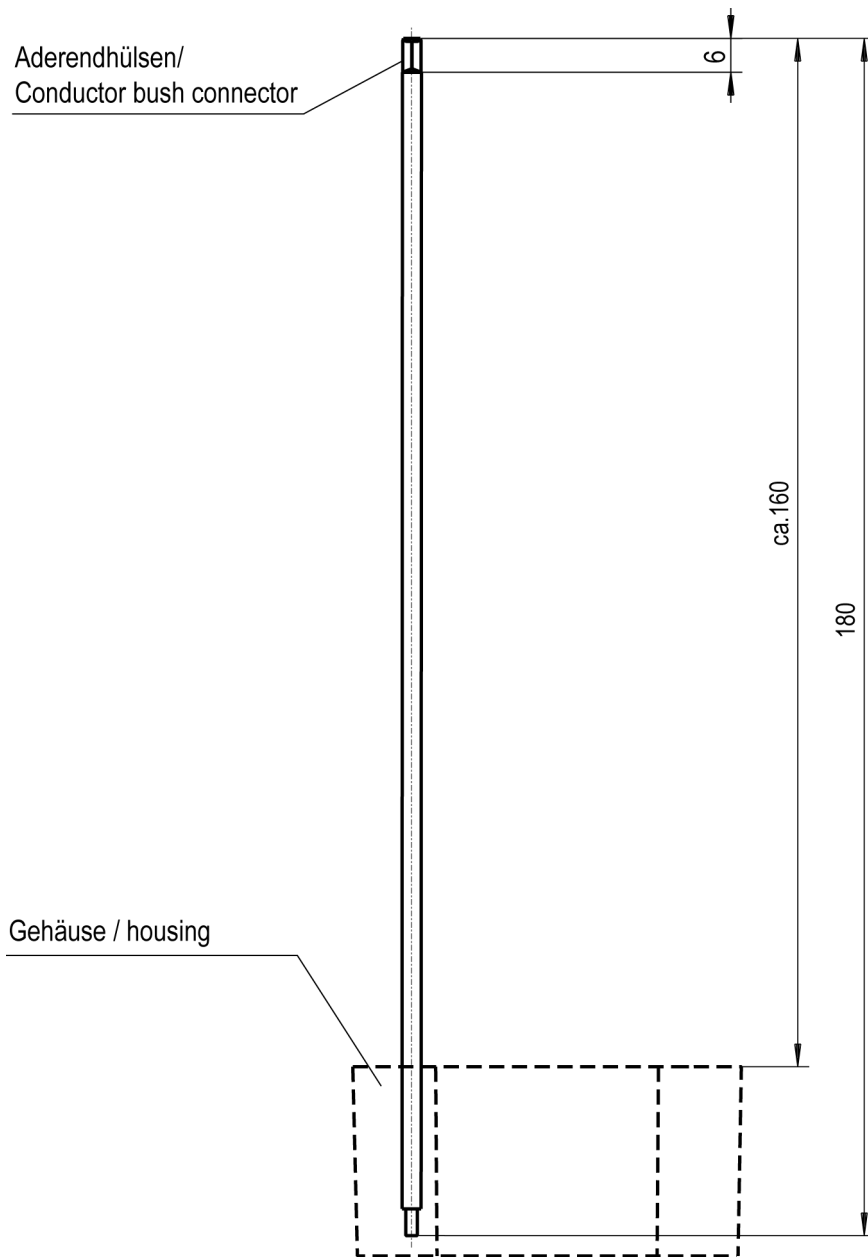 Aderendhülsen/
Conductor bush connector
6
ca.160
180
Gehäuse / housing